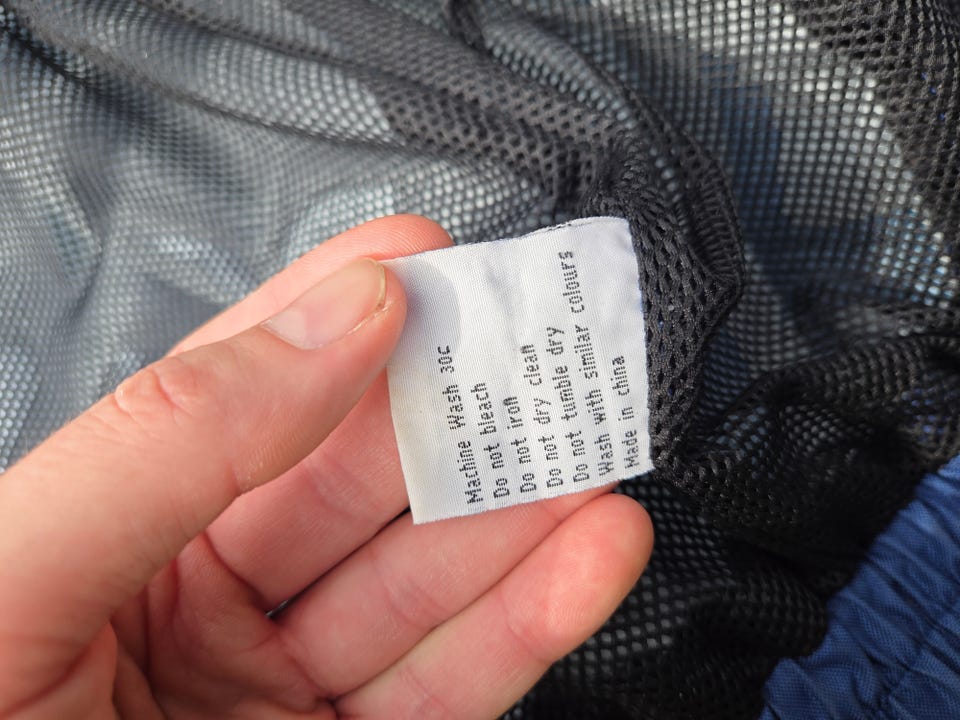 Machine Wash 30C
Do not bleach
Do not iron
Do not dry clean
Do not tumble dry
Wash with similar colours
Made in china